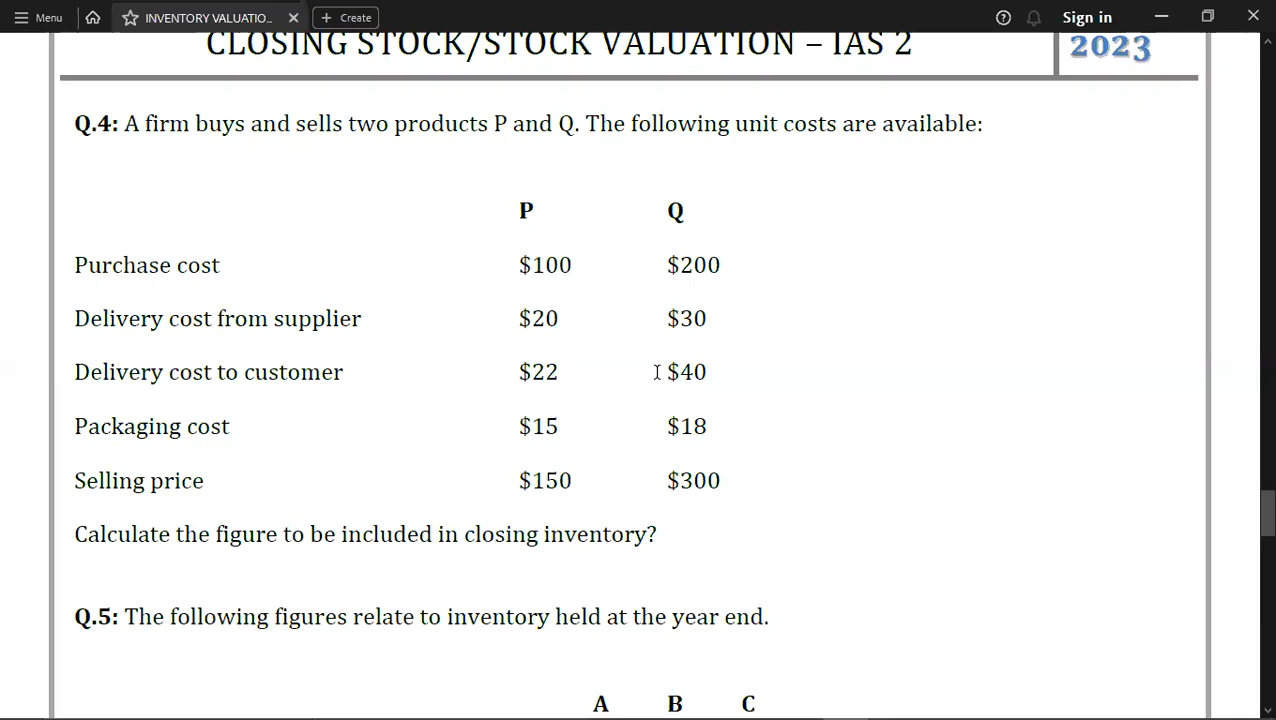 Menu
INVENTORY VALUATIO...
Create
Sign in
CLOSING STOCK/STOCK VALUATION – IAS 2
2023
Q.4: A firm buys and sells two products P and Q. The following unit costs are available:
P Q
Purchase cost $100 $200
Delivery cost from supplier $20 $30
Delivery cost to customer $22 $40
Packaging cost $15 $18
Selling price $150 $300
Calculate the figure to be included in closing inventory?
Q.5: The following figures relate to inventory held at the year end.
A B C